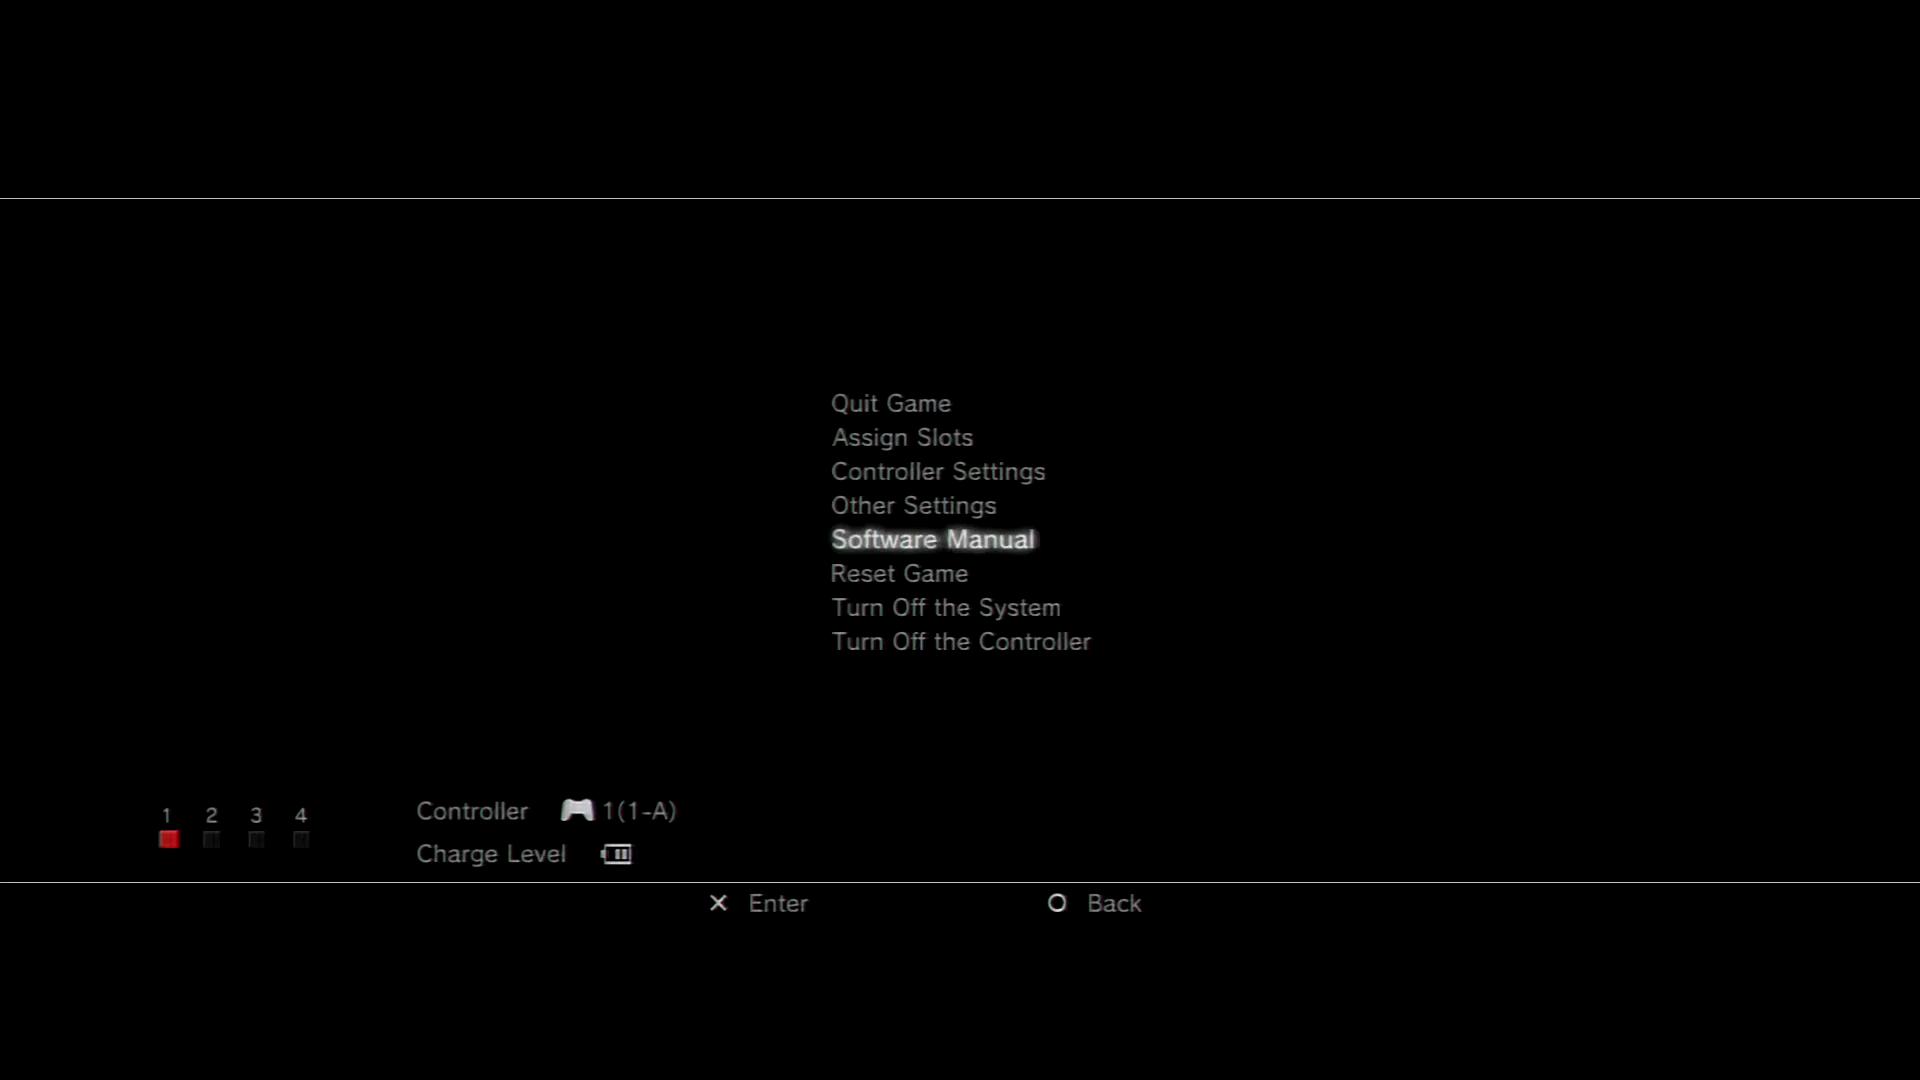 Quit Game
Assign Slots
Controller Settings
Other Settings
Software Manual
Reset Game
Turn Off the System
Turn Off the Controller
1 2 3 4
Controller 1(1-A)
Charge Level
Enter Back